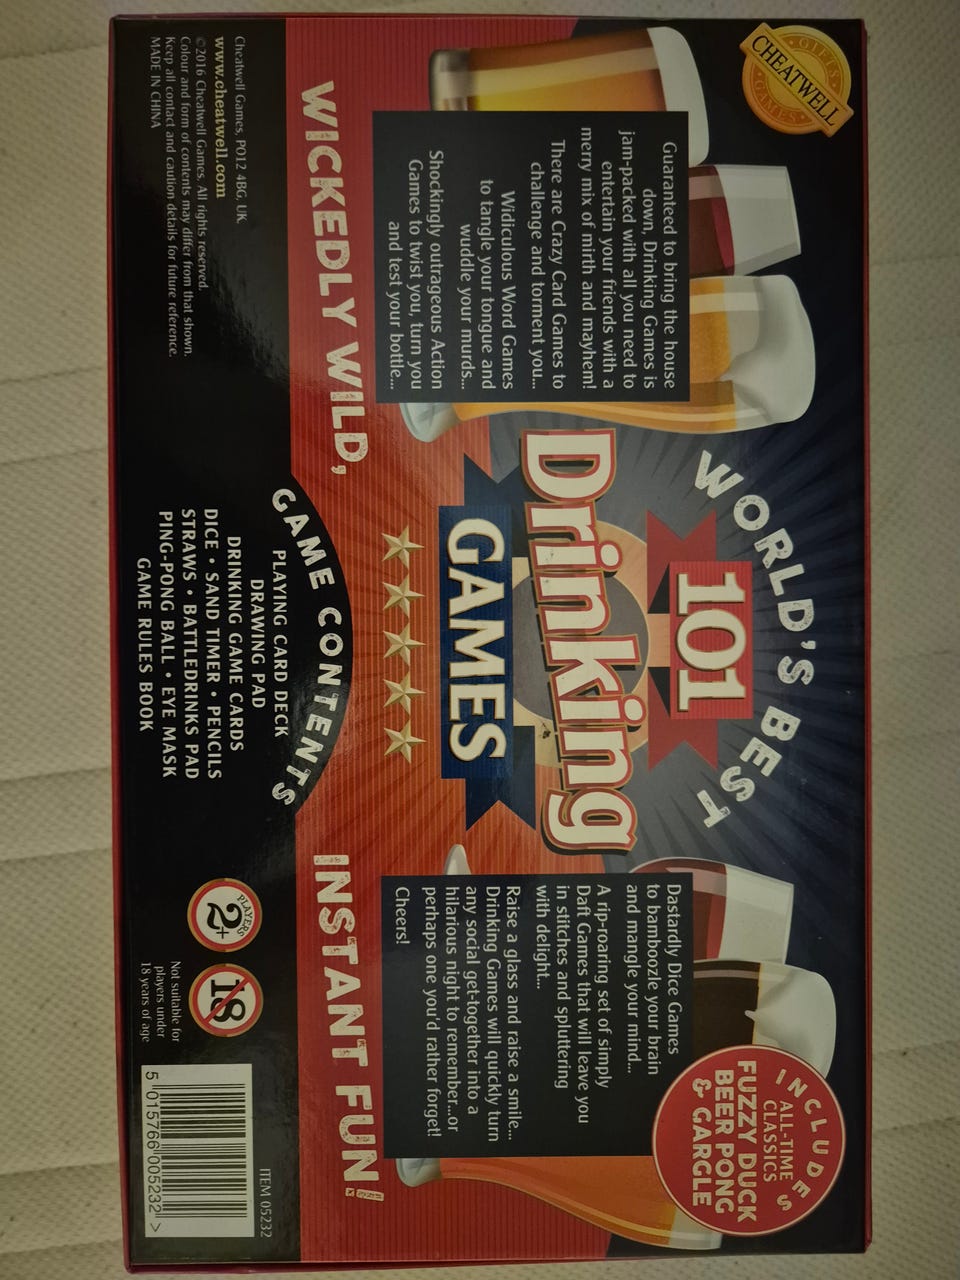 GIFTS
CHEATWELL
GAMES
WORLD'S BEST
101
Drinking
GAMES
INCLUDES
ALL-TIME
CLASSICS
FUZZY DUCK
BEER PONG
& GARGLE
Guaranteed to bring the house
down, Drinking Games is
jam-packed with all you need to
entertain your friends with a
merry mix of mirth and mayhem!
There are Crazy Card Games to
challenge and torment you...
Widiculous Word Games
to tangle your tongue and
wuddle your murds...
Shockingly outrageous Action
Games to twist you, turn you
and test your bottle...
Dastardly Dice Games
to bamboozle your brain
and mangle your mind...
A rip-roaring set of simply
Daft Games that will leave you
in stitches and spluttering
with delight...
Raise a glass and raise a smile...
Drinking Games will quickly turn
any social get-together into a
hilarious night to remember...or
perhaps one you'd rather forget!
Cheers!
WICKEDLY WILD,
INSTANT FUN!
GAME CONTENTS
PLAYING CARD DECK
DRAWING PAD
DRINKING GAME CARDS
DICE • SAND TIMER • PENCILS
STRAWS • BATTLEDRINKS PAD
PING-PONG BALL • EYE MASK
GAME RULES BOOK
Cheatwell Games, PO12 4BG, UK.
www.cheatwell.com
©2016 Cheatwell Games. All rights reserved.
Colour and form of contents may differ from that shown.
Keep all contact and caution details for future reference.
MADE IN CHINA
PLAYERS
2+
18
Not suitable for
players under
18 years of age
ITEM 05232
5 015766 005232 >